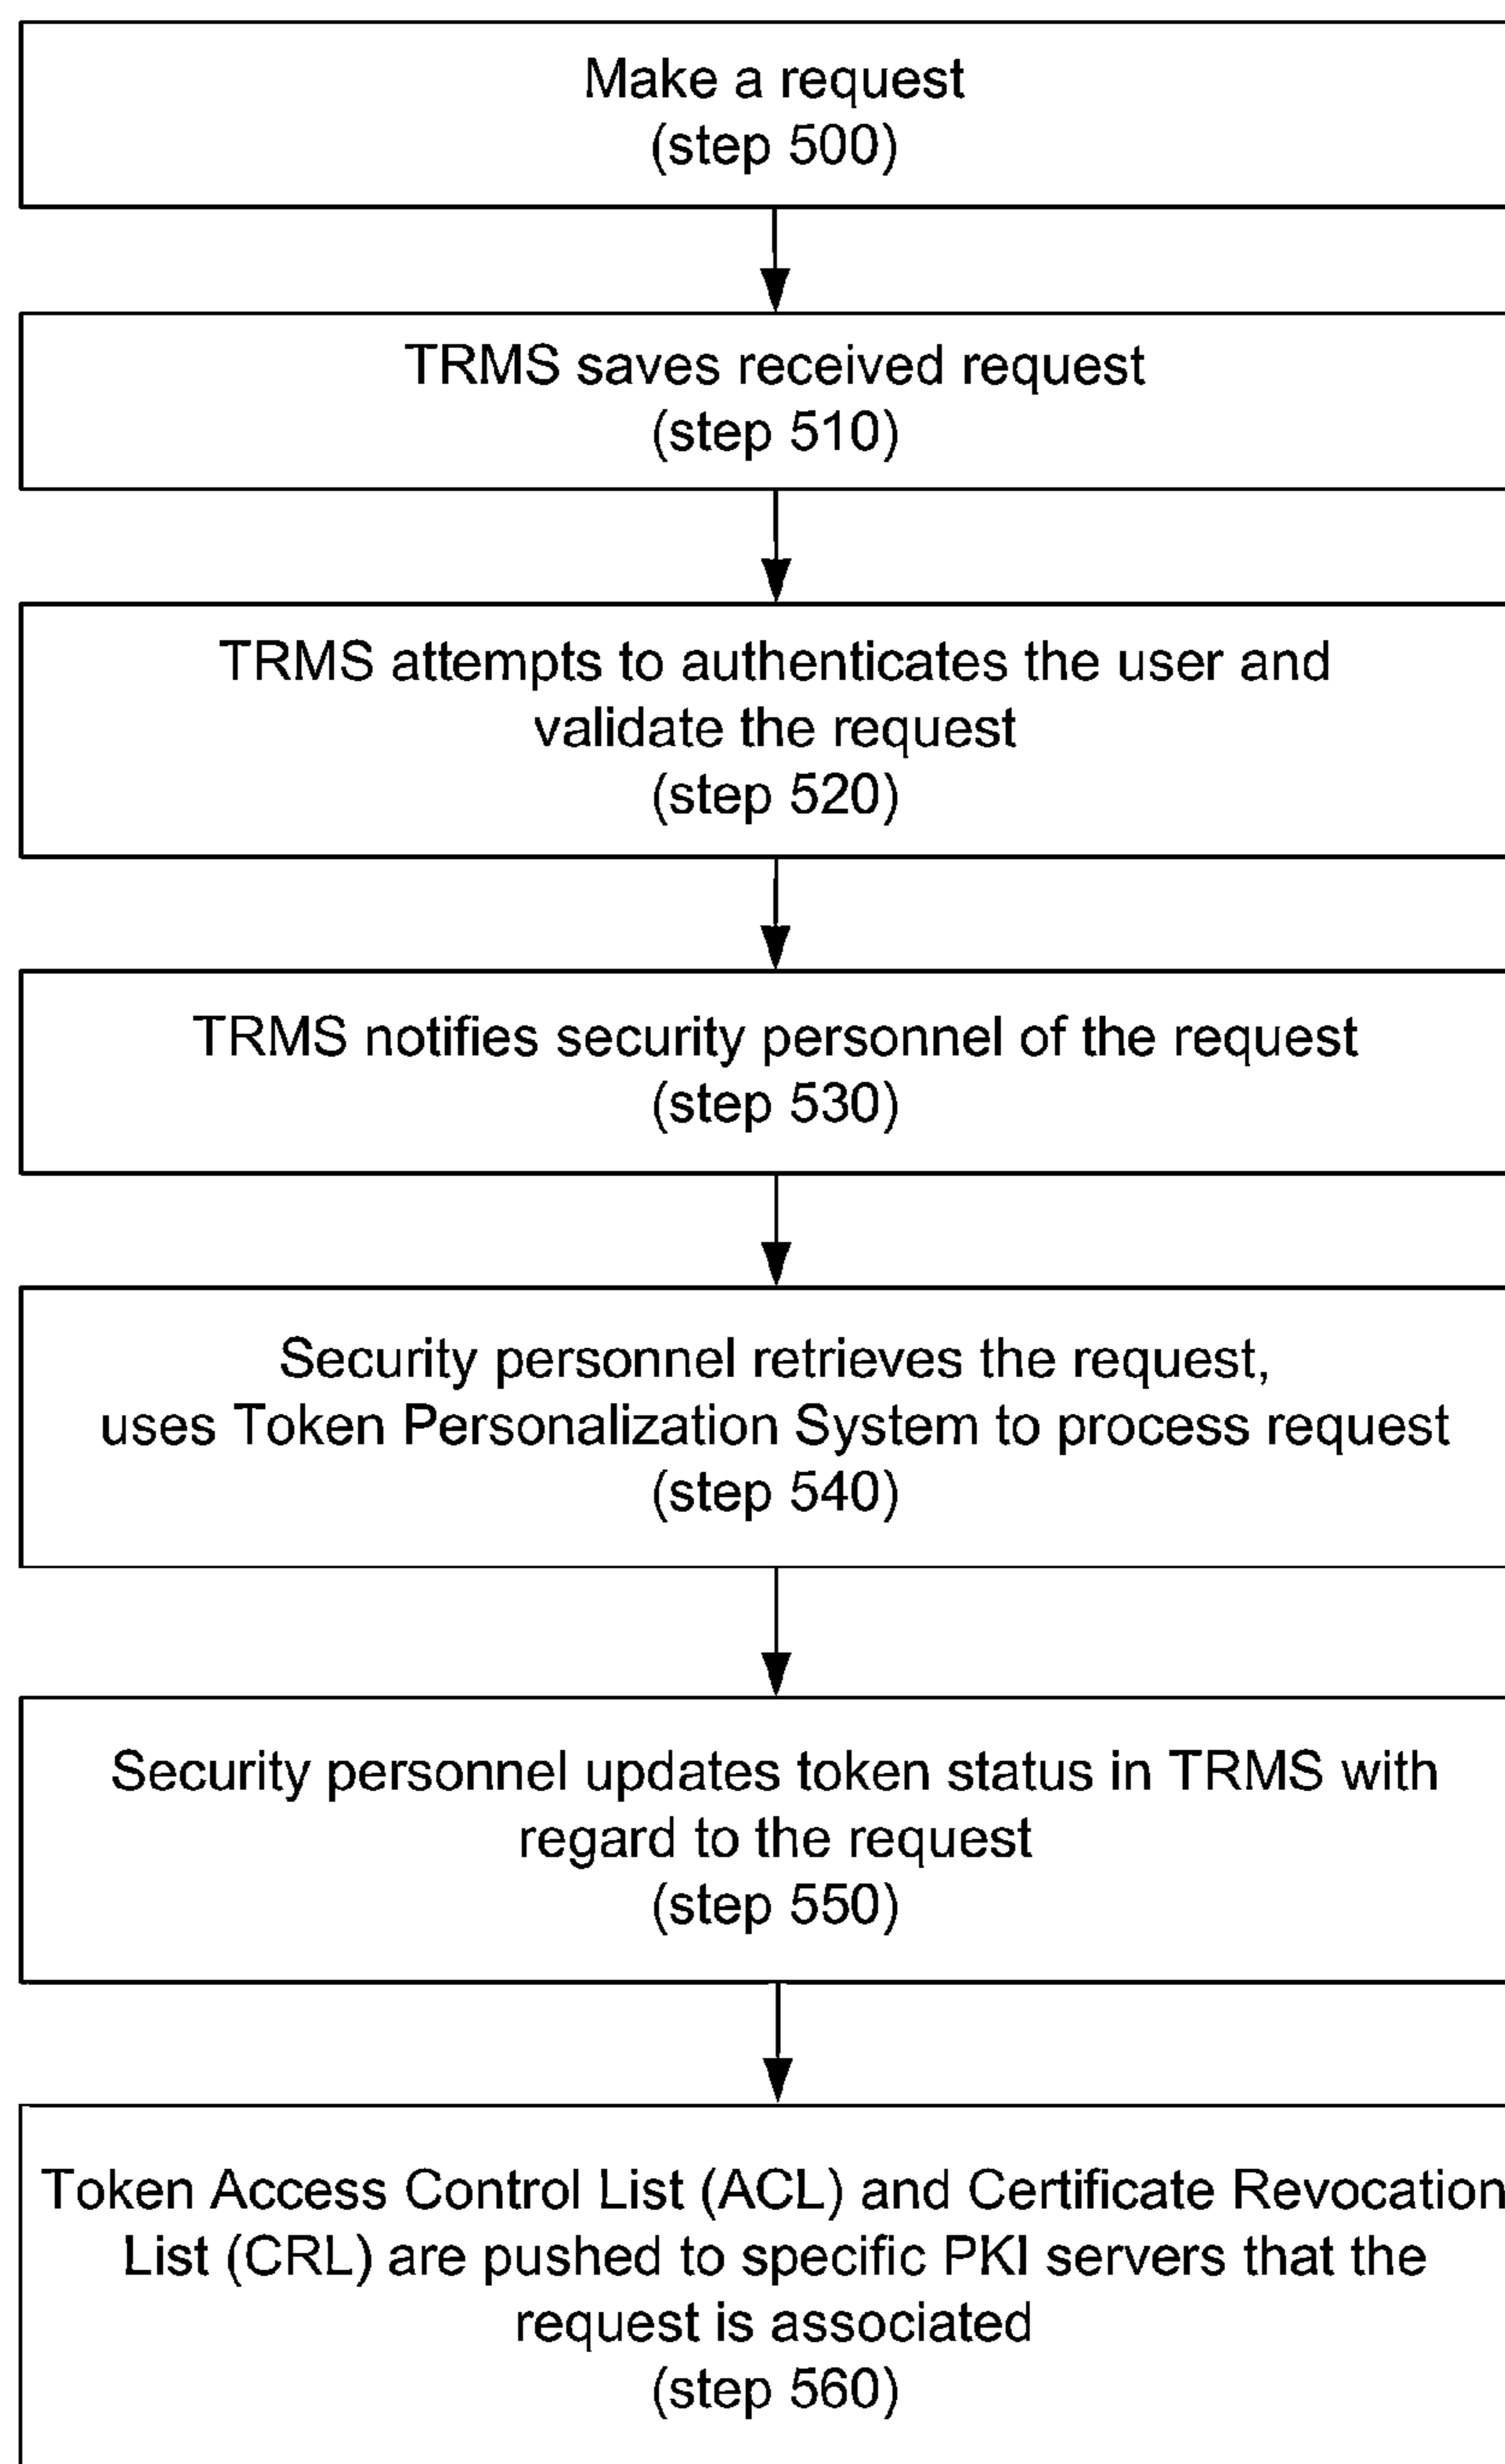 Make a request
(step 500)
TRMS saves received request
(step 510)
TRMS attempts to authenticates the user and
validate the request
(step 520)
TRMS notifies security personnel of the request
(step 530)
Security personnel retrieves the request,
uses Token Personalization System to process request
(step 540)
Security personnel updates token status in TRMS with
regard to the request
(step 550)
Token Access Control List (ACL) and Certificate Revocation
List (CRL) are pushed to specific PKI servers that the
request is associated
(step 560)